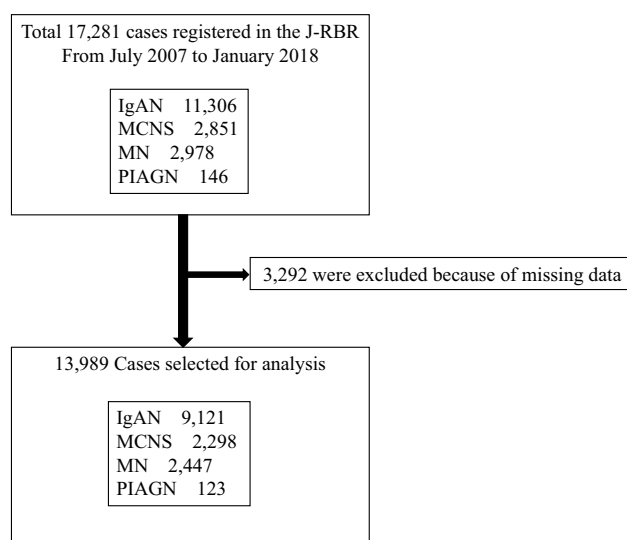 Total 17,281 cases registered in the J-RBR
From July 2007 to January 2018
IgAN 11,306
MCNS 2,851
MN 2,978
PIAGN 146
3,292 were excluded because of missing data
13,989 Cases selected for analysis
IgAN 9,121
MCNS 2,298
MN 2,447
PIAGN 123